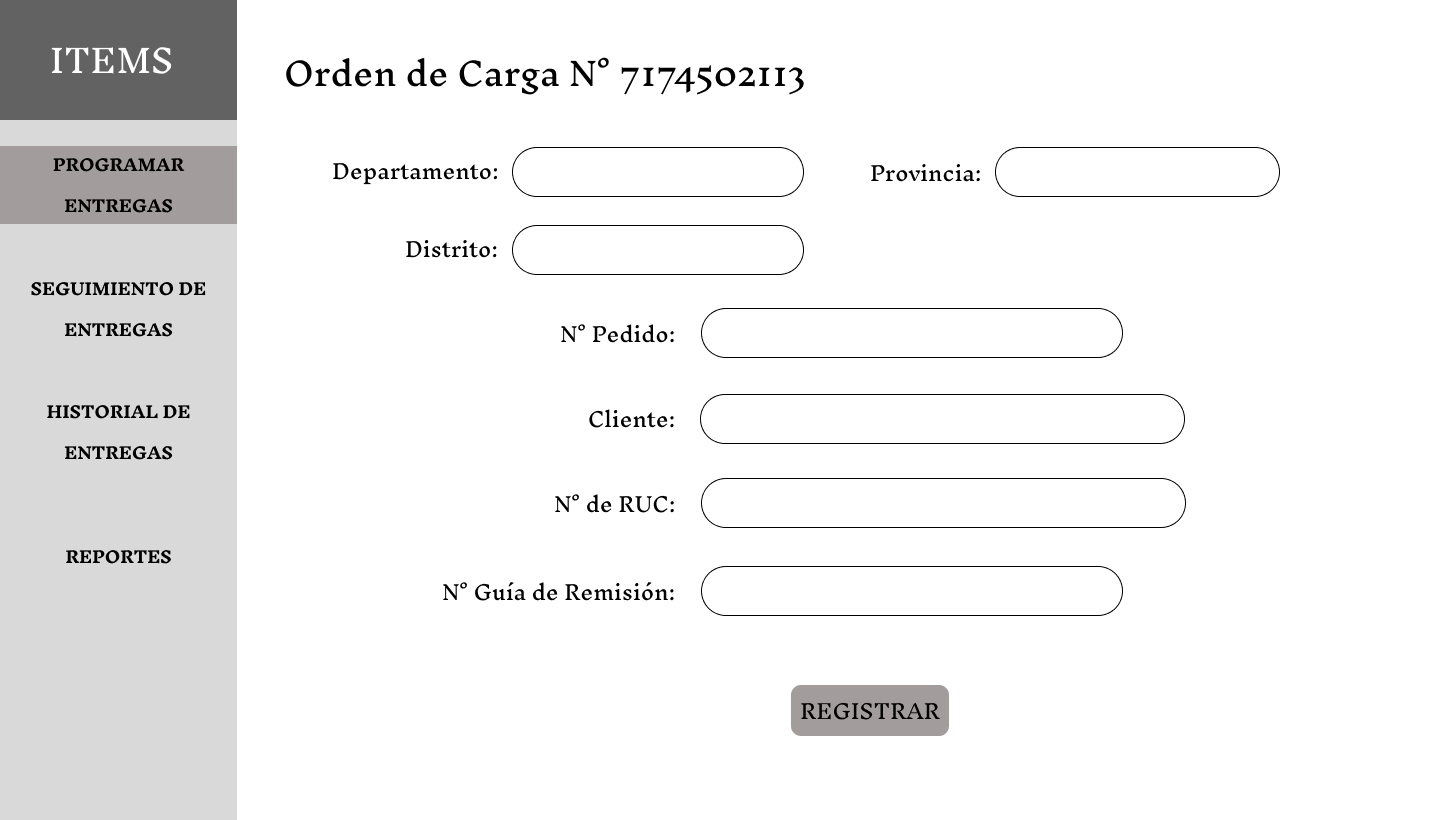 ITEMS
Orden de Carga N° 7174502113
PROGRAMAR
ENTREGAS
SEGUIMIENTO DE
ENTREGAS
HISTORIAL DE
ENTREGAS
REPORTES
Departamento:
Provincia:
Distrito:
N° Pedido:
Cliente:
N° de RUC:
N° Guía de Remisión:
REGISTRAR